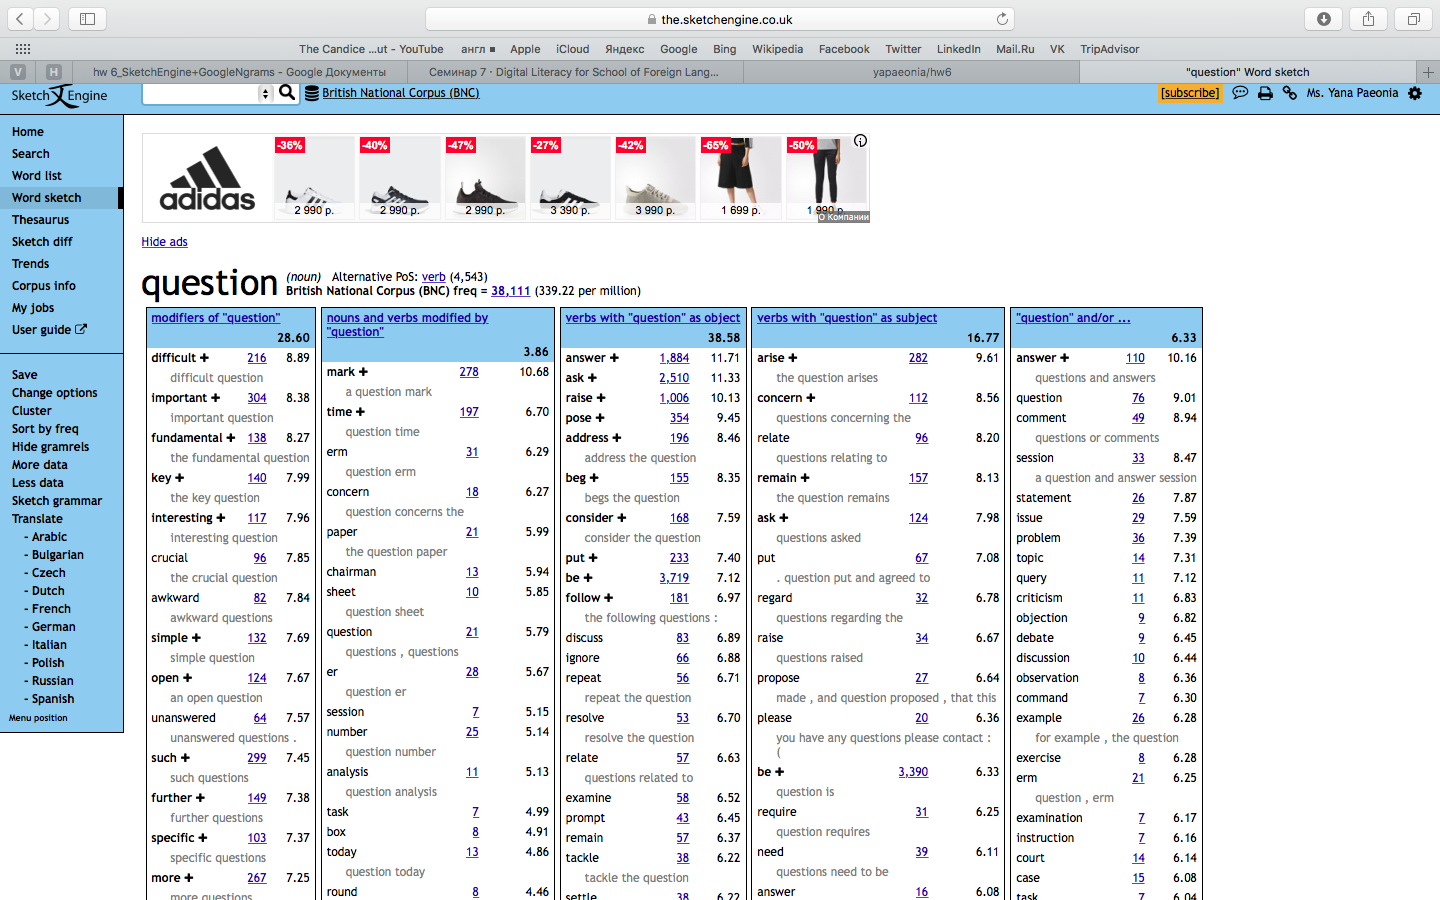 the.sketchengine.co.uk
The Candice ...ut - YouTube англ Apple iCloud Яндекс Google Bing Wikipedia Facebook Twitter LinkedIn Mail.Ru VK TripAdvisor
V H hw 6_SketchEngine+GoogleNgrams - Google Документы Семинар 7 · Digital Literacy for School of Foreign Lang... yapaeonia/hw6 "question" Word sketch
Sketch Engine British National Corpus (BNC) [subscribe] Ms. Yana Paeonia
Home
Search
Word list
Word sketch
Thesaurus
Sketch diff
Trends
Corpus info
My jobs
User guide
Save
Change options
Cluster
Sort by freq
Hide gramrels
More data
Less data
Sketch grammar
Translate
- Arabic
- Bulgarian
- Czech
- Dutch
- French
- German
- Italian
- Polish
- Russian
- Spanish
Menu position
adidas
-36% -40% -47% -27% -42% -65% -50%
2 990 р. 2 990 р. 2 990 р. 3 390 р. 3 990 р. 1 699 р. 1 990 р.
О Компании
Hide ads
question (noun) Alternative PoS: verb (4,543)
British National Corpus (BNC) freq = 38,111 (339.22 per million)
modifiers of "question"
28.60
difficult + 216 8.89
difficult question
important + 304 8.38
important question
fundamental + 138 8.27
the fundamental question
key + 140 7.99
the key question
interesting + 117 7.96
interesting question
crucial 96 7.85
the crucial question
awkward 82 7.84
awkward questions
simple + 132 7.69
simple question
open + 124 7.67
an open question
unanswered 64 7.57
unanswered questions .
such + 299 7.45
such questions
further + 149 7.38
further questions
specific + 103 7.37
specific questions
more + 267 7.25
more questions
nouns and verbs modified by
"question"
3.86
mark + 278 10.68
a question mark
time + 197 6.70
question time
erm 31 6.29
question erm
concern 18 6.27
question concerns the
paper 21 5.99
the question paper
chairman 13 5.94
sheet 10 5.85
question sheet
question 21 5.79
questions , questions
er 28 5.67
question er
session 7 5.15
number 25 5.14
question number
analysis 11 5.13
question analysis
task 7 4.99
box 8 4.91
today 13 4.86
question today
round 8 4.46
verbs with "question" as object
38.58
answer + 1,884 11.71
ask + 2,510 11.33
raise + 1,006 10.13
pose + 354 9.45
address + 196 8.46
address the question
beg + 155 8.35
begs the question
consider + 168 7.59
consider the question
put + 233 7.40
be + 3,719 7.12
follow + 181 6.97
the following questions :
discuss 83 6.89
ignore 66 6.88
repeat 56 6.71
repeat the question
resolve 53 6.70
resolve the question
relate 57 6.63
questions related to
examine 58 6.52
prompt 43 6.45
remain 57 6.37
tackle 38 6.22
tackle the question
settle 38 6.22
verbs with "question" as subject
16.77
arise + 282 9.61
the question arises
concern + 112 8.56
questions concerning the
relate 96 8.20
questions relating to
remain + 157 8.13
the question remains
ask + 124 7.98
questions asked
put 67 7.08
. question put and agreed to
regard 32 6.78
questions regarding the
raise 34 6.67
questions raised
propose 27 6.64
made , and question proposed , that this
please 20 6.36
you have any questions please contact :
(
be + 3,390 6.33
question is
require 31 6.25
question requires
need 39 6.11
questions need to be
answer 16 6.08
"question" and/or ...
6.33
answer + 110 10.16
questions and answers
question 76 9.01
comment 49 8.94
questions or comments
session 33 8.47
a question and answer session
statement 26 7.87
issue 29 7.59
problem 36 7.39
topic 14 7.31
query 11 7.12
criticism 11 6.83
objection 9 6.82
debate 9 6.45
discussion 10 6.44
observation 8 6.36
command 7 6.30
example 26 6.28
for example , the question
exercise 8 6.28
erm 21 6.25
question , erm
examination 7 6.17
instruction 7 6.16
court 14 6.14
case 15 6.08
task 7 6.04